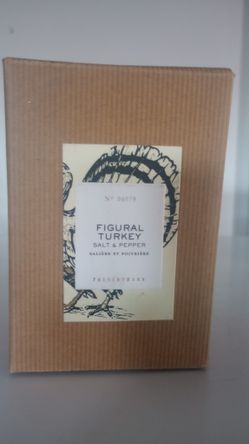 FIGURAL
TURKEY
SALT & PEPPER
SALIÈRE ET POIVRIÈRE